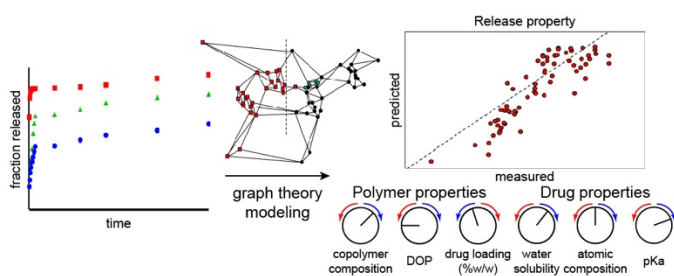 fraction released
time
graph theory
modeling
Release property
predicted
measured
Polymer properties
Drug properties
copolymer
composition
DOP
drug loading
(%w/w)
water
solubility
atomic
composition
pKa